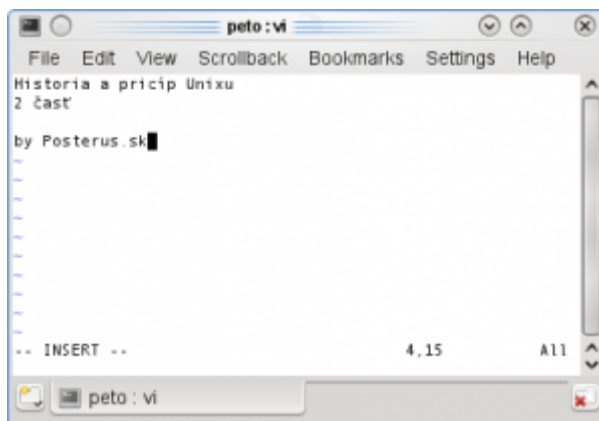 peto : vi
File Edit View Scrollback Bookmarks Settings Help
Historia a pricip Unixu
2 časť
by Posterus.sk
~
~
~
~
~
~
~
~
~
~
-- INSERT -- 4,15 All
peto : vi